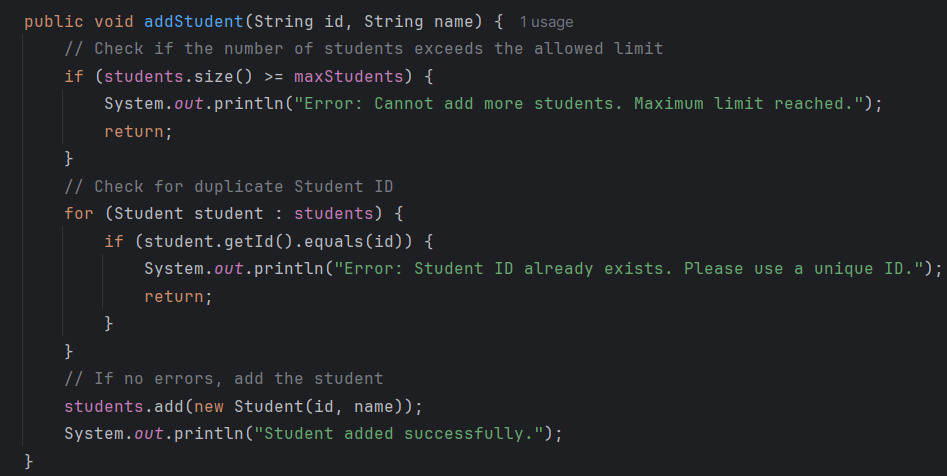 public void addStudent(String id, String name) {  1 usage
    // Check if the number of students exceeds the allowed limit
    if (students.size() >= maxStudents) {
        System.out.println("Error: Cannot add more students. Maximum limit reached.");
        return;
    }
    // Check for duplicate Student ID
    for (Student student : students) {
        if (student.getId().equals(id)) {
            System.out.println("Error: Student ID already exists. Please use a unique ID.");
            return;
        }
    }
    // If no errors, add the student
    students.add(new Student(id, name));
    System.out.println("Student added successfully.");
}